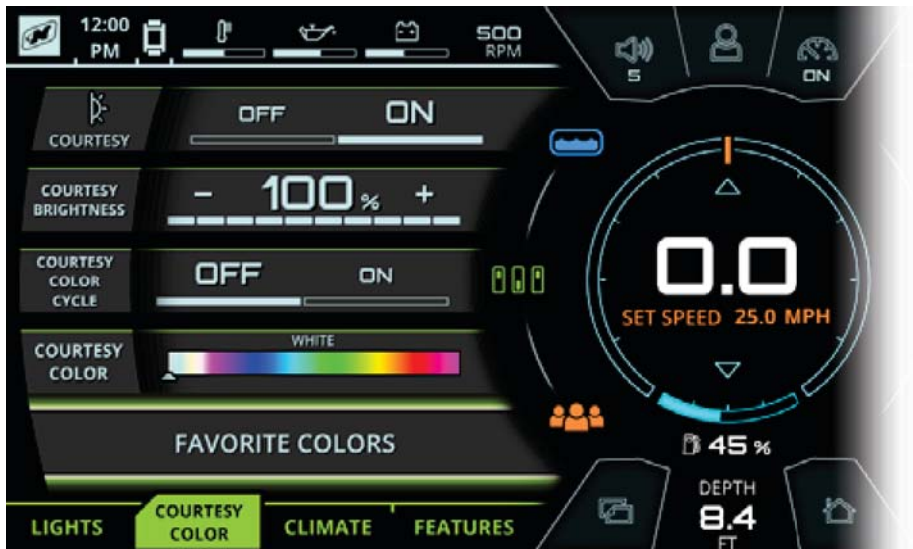 12:00
PM
500
RPM
5
ON
COURTESY
OFF ON
COURTESY
BRIGHTNESS
- 100% +
COURTESY
COLOR
CYCLE
OFF ON
COURTESY
COLOR
WHITE
FAVORITE COLORS
LIGHTS
COURTESY
COLOR
CLIMATE
FEATURES
0.0
SET SPEED 25.0 MPH
45 %
DEPTH
8.4
FT